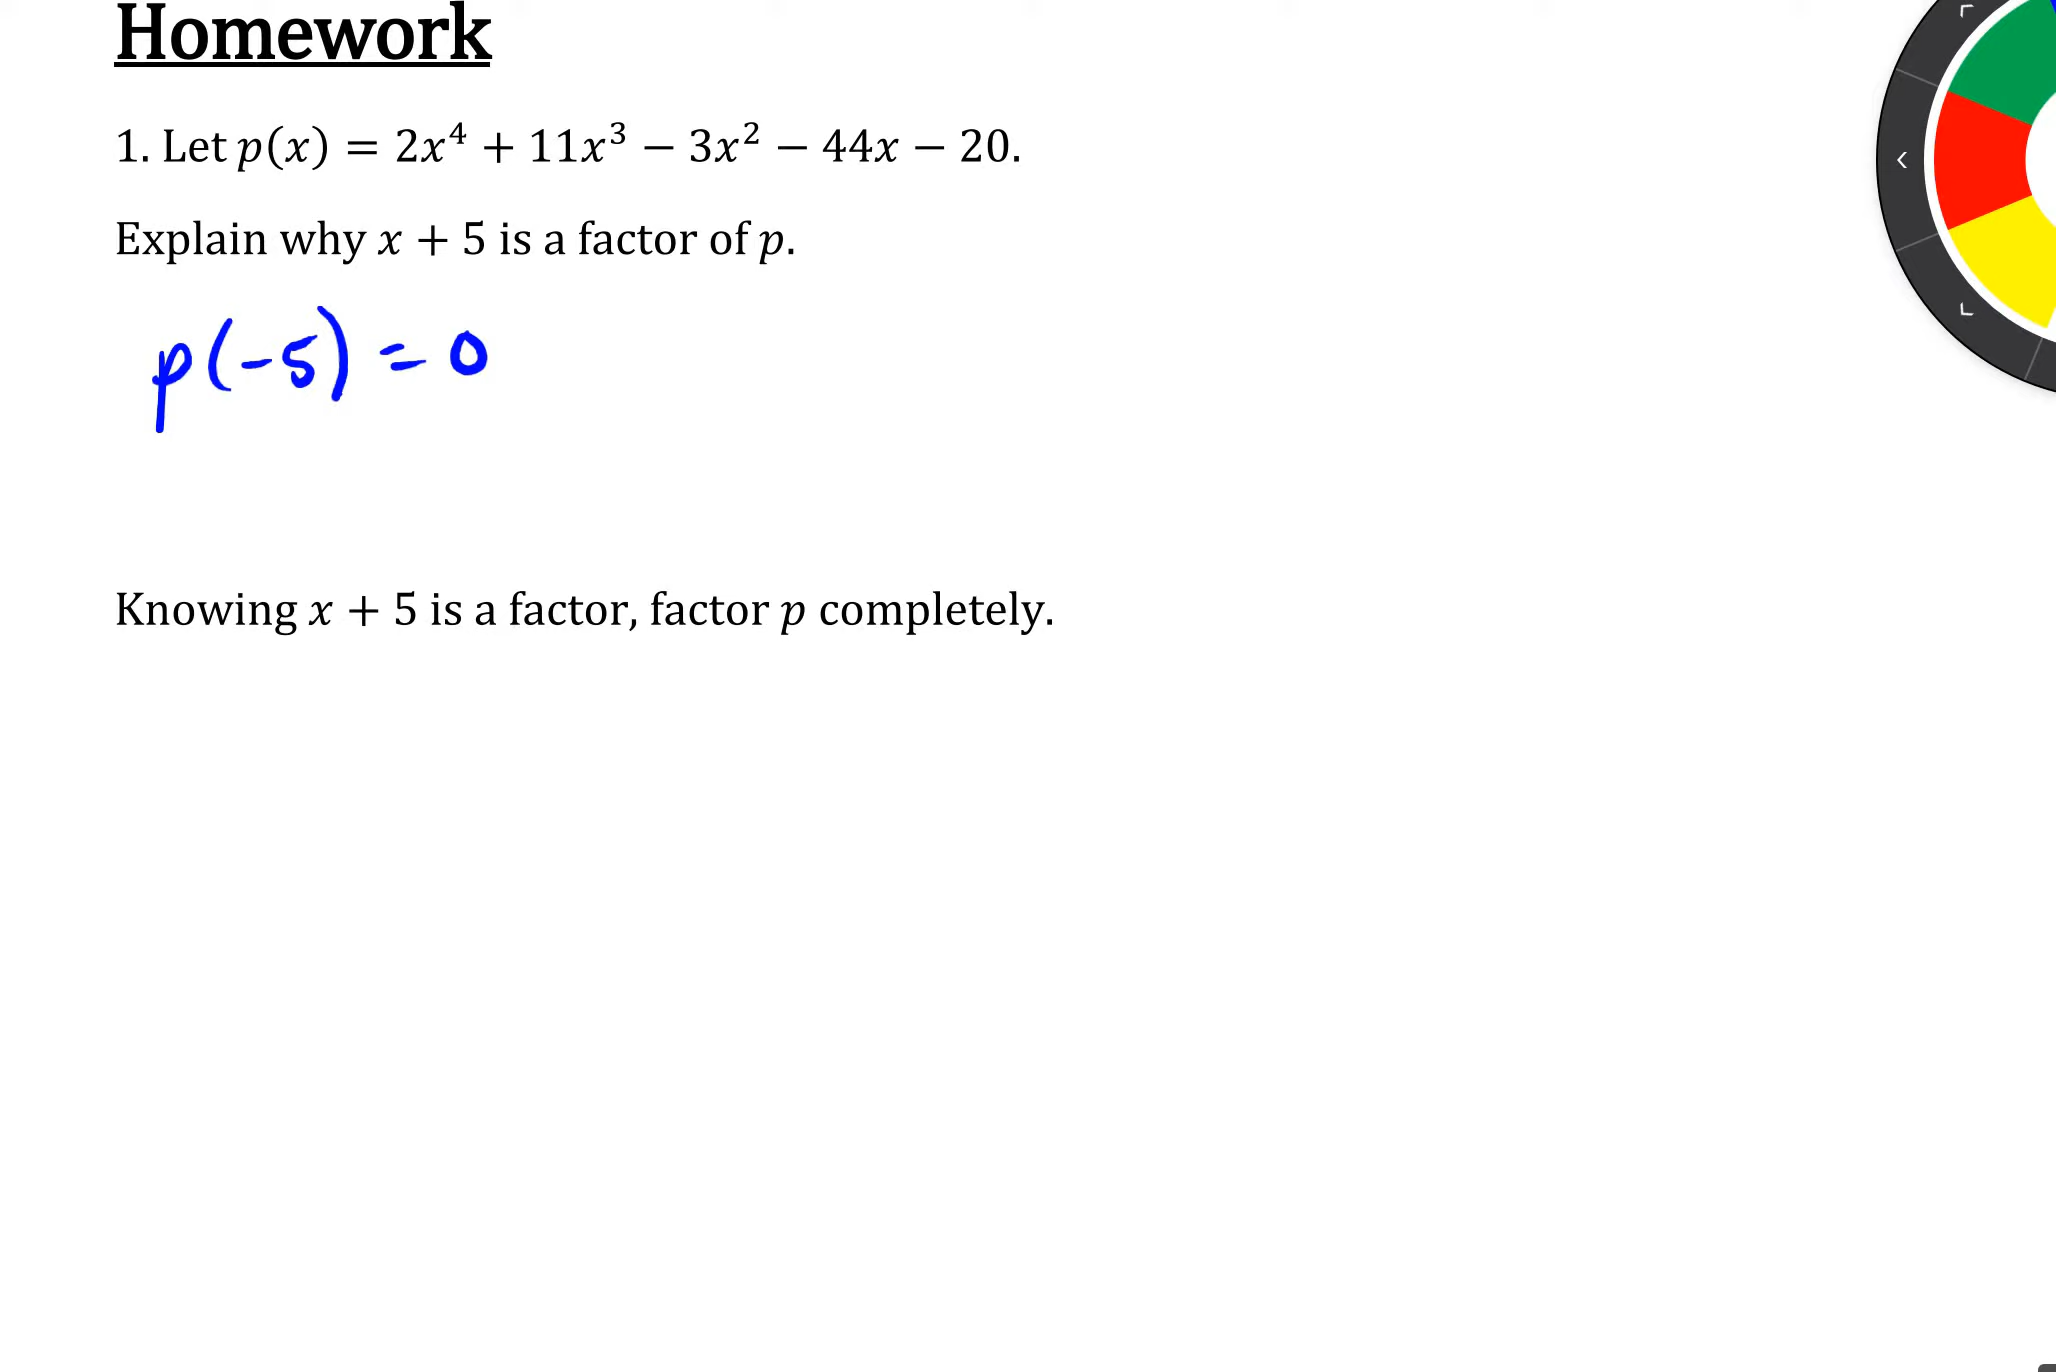 Homework
1. Let p(x) = 2x⁴ + 11x³ − 3x² − 44x − 20.
Explain why x + 5 is a factor of p.
p(-5) = 0
Knowing x + 5 is a factor, factor p completely.